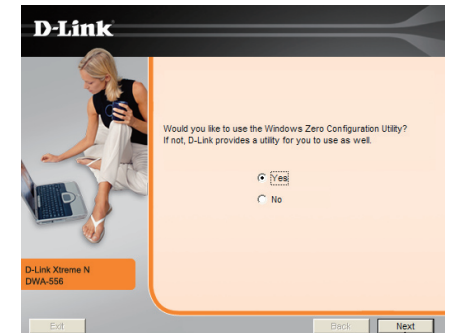 D-Link
Would you like to use the Windows Zero Configuration Utility?
If not, D-Link provides a utility for you to use as well.
Yes
No
D-Link Xtreme N
DWA-556
Exit
Back
Next